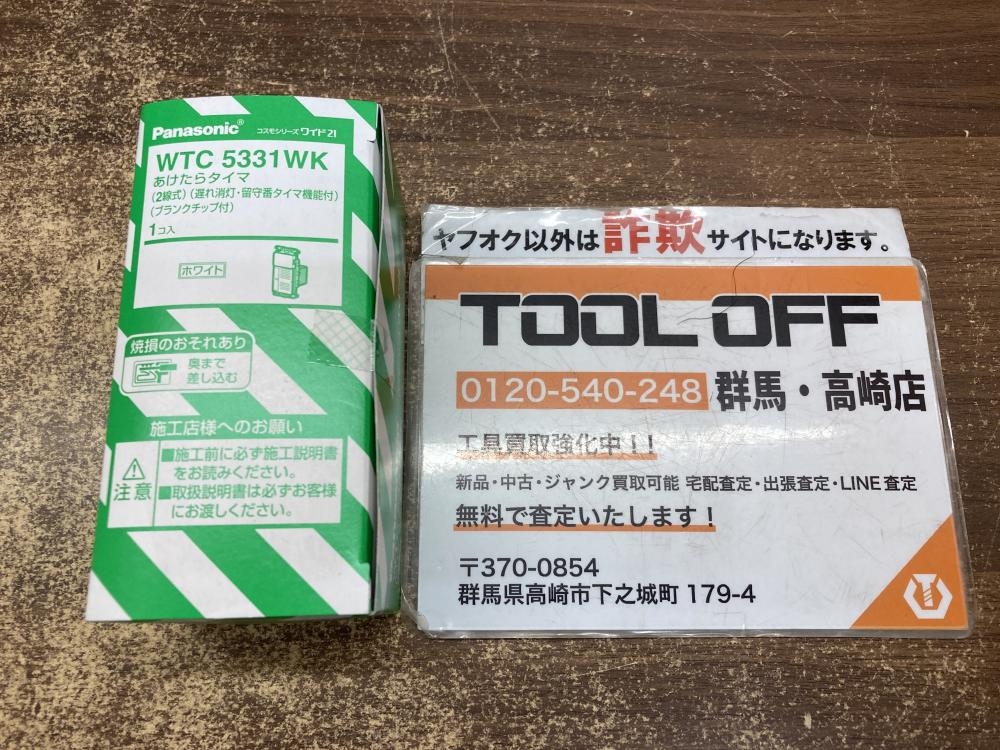 Panasonic® コスモシリーズ ワイド21
WTC 5331WK
あけたらタイマ
(2線式)(遅れ消灯・留守番タイマ機能付)
(ブランクチップ付)
1コ入
ホワイト
焼損のおそれあり
奥まで
差し込む
施工店様へのお願い
注意
■施工前に必ず施工説明書
をお読みください。
■取扱説明書は必ずお客様
にお渡しください。
ヤフオク以外は詐欺サイトになります。
TOOL OFF
0120-540-248 群馬・高崎店
工具買取強化中!!
新品・中古・ジャンク買取可能 宅配査定・出張査定・LINE査定
無料で査定いたします!
〒370-0854
群馬県高崎市下之城町 179-4